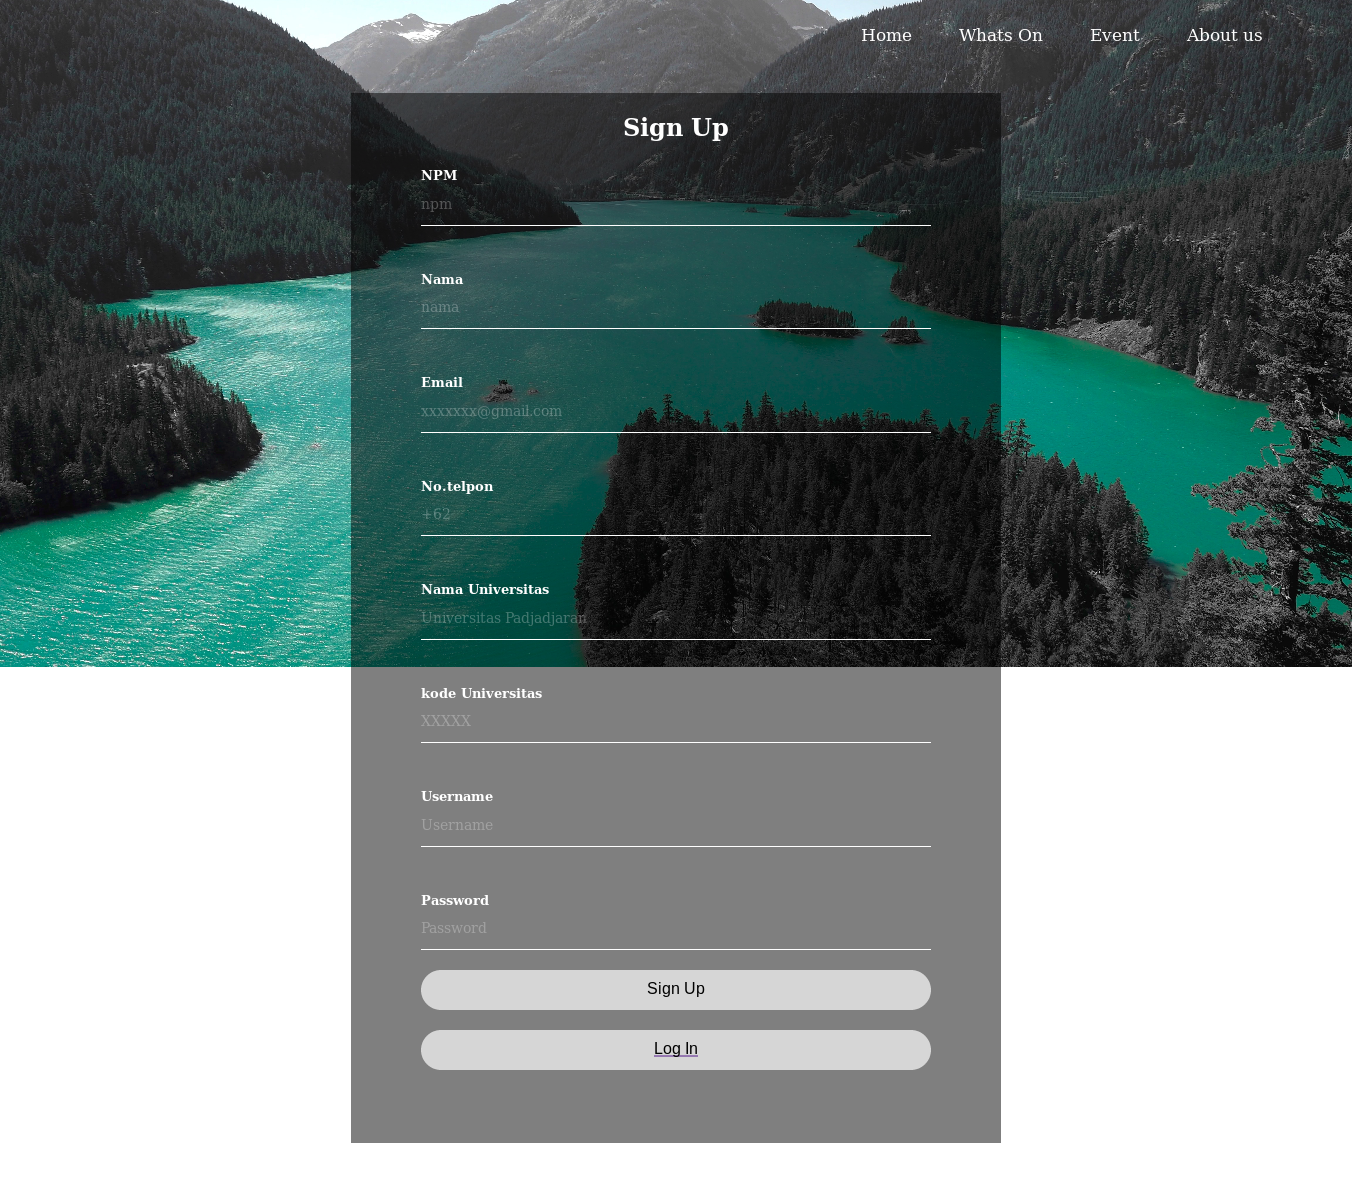 Home Whats On Event About us
Sign Up
NPM
npm
Nama
nama
Email
xxxxxxx@gmail.com
No.telpon
+62
Nama Universitas
Universitas Padjadjaran
kode Universitas
XXXXX
Username
Username
Password
Password
Sign Up
Log In